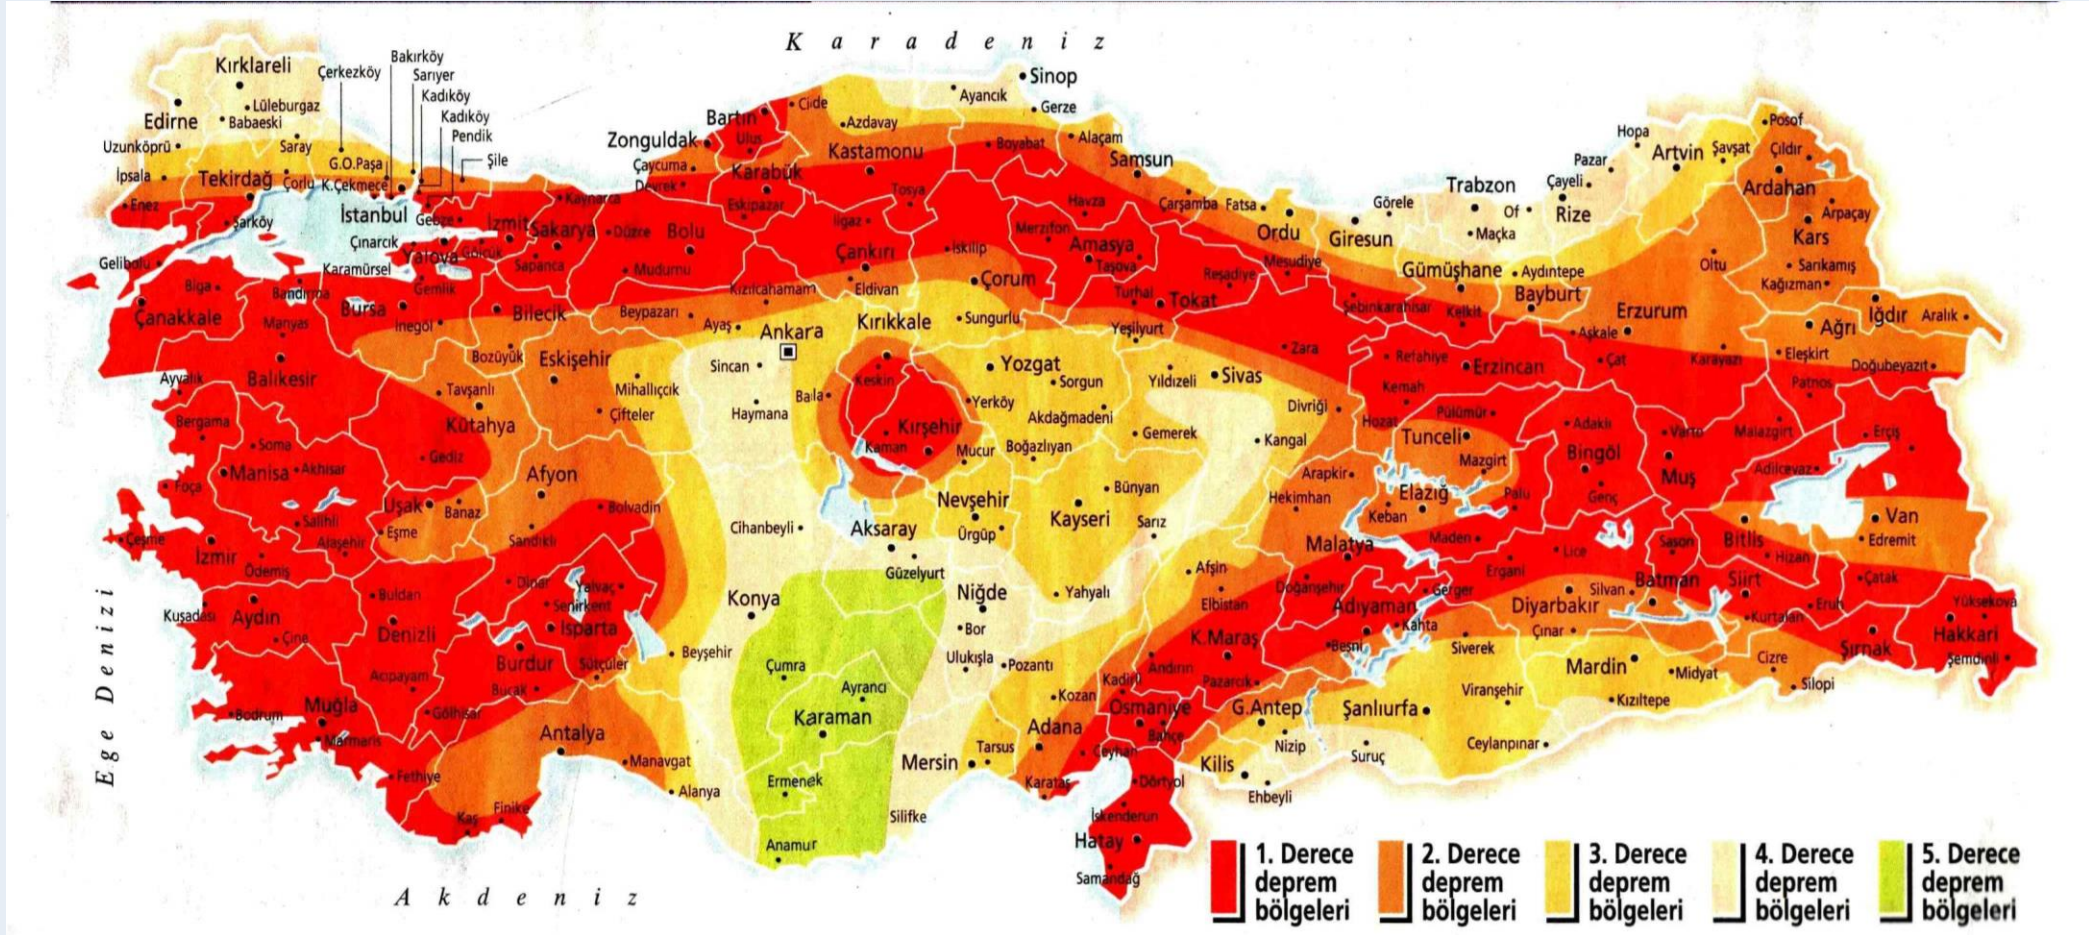 K a r a d e n i z
Kırklareli
Çerkezköy
Bakırköy
Sarıyer
Kadıköy
Kadıköy
Pendik
Şile
Lüleburgaz
Edirne
Babaeski
Uzunköprü
Saray
G.O.Paşa
İpsala
Tekirdağ
Çorlu
K.Çekmece
Enez
Şarköy
İstanbul
Gebze
İzmit
Sakarya
Kaynarca
Çınarcık
Yalova
Gölcük
Sapanca
Karamürsel
Gelibolu
Gemlik
Biga
Bandırma
Çanakkale
Manyas
Bursa
İnegöl
Bilecik
Düzce
Bolu
Mudurnu
Zonguldak
Bartın
Ulus
Çaycuma
Devrek
Karabük
Eskipazar
Cide
Azdavay
Ayancık
Sinop
Gerze
Kastamonu
Boyabat
Alaçam
Samsun
Tosya
Ilgaz
Çankırı
İskilip
Havza
Merzifon
Amasya
Taşova
Çarşamba
Fatsa
Ordu
Giresun
Görele
Trabzon
Of
Maçka
Rize
Çayeli
Pazar
Hopa
Artvin
Şavşat
Posof
Çıldır
Ardahan
Arpaçay
Kars
Sarıkamış
Kağızman
Oltu
Kızılcahamam
Eldivan
Çorum
Turhal
Tokat
Reşadiye
Mesudiye
Şebinkarahisar
Gümüşhane
Aydıntepe
Bayburt
Kelkit
Erzurum
Aşkale
Ağrı
Iğdır
Aralık
Beypazarı
Ayaş
Ankara
Kırıkkale
Sungurlu
Yeşilyurt
Zara
Refahiye
Erzincan
Çat
Karayazı
Eleşkirt
Doğubeyazıt
Patnos
Bozüyük
Eskişehir
Mihallıççık
Sincan
Keskin
Yozgat
Sorgun
Yıldızeli
Sivas
Kemah
Balıkesir
Ayvalık
Tavşanlı
Kütahya
Çifteler
Haymana
Bala
Yerköy
Akdağmadeni
Divriği
Hozat
Pülümür
Bergama
Soma
Gediz
Kırşehir
Kaman
Mucur
Boğazlıyan
Gemerek
Kangal
Tunceli
Mazgirt
Adaklı
Varto
Malazgirt
Erciş
Manisa
Akhisar
Foça
Afyon
Arapkir
Bingöl
Muş
Adilcevaz
Uşak
Banaz
Bolvadin
Nevşehir
Bünyan
Hekimhan
Elazığ
Palu
Genç
Keban
Salihli
Alaşehir
Eşme
Sandıklı
Cihanbeyli
Aksaray
Ürgüp
Kayseri
Sarız
Malatya
Maden
Lice
Sason
Bitlis
Van
Edremit
Hizan
Çeşme
İzmir
Ödemiş
Güzelyurt
Ergani
Afşin
Doğanşehir
Gerger
Silvan
Batman
Siirt
Çatak
Ege Denizi
Kuşadası
Aydın
Çine
Buldan
Denizli
Dinar
Yalvaç
Senirkent
Isparta
Konya
Niğde
Yahyalı
Elbistan
Adıyaman
Kahta
Diyarbakır
Çınar
Kurtalan
Eruh
Yüksekova
Hakkari
Bor
K.Maraş
Besni
Siverek
Şırnak
Şemdinli
Burdur
Sütçüler
Beyşehir
Çumra
Ulukışla
Pozantı
Andırın
Mardin
Midyat
Cizre
Silopi
Acıpayam
Bucak
Ayrancı
Kozan
Kadirli
Pazarcık
Viranşehir
Kızıltepe
Bodrum
Muğla
Gölhisar
Karaman
Osmaniye
G.Antep
Şanlıurfa
Marmaris
Antalya
Adana
Bahçe
Nizip
Suruç
Ceylanpınar
Fethiye
Manavgat
Ermenek
Mersin
Tarsus
Ceyhan
Kilis
Karataş
Dörtyol
Ehbeyli
Kaş
Finike
Alanya
Silifke
İskenderun
Anamur
Hatay
Samandağ
A k d e n i z
1. Derece
deprem
bölgeleri
2. Derece
deprem
bölgeleri
3. Derece
deprem
bölgeleri
4. Derece
deprem
bölgeleri
5. Derece
deprem
bölgeleri